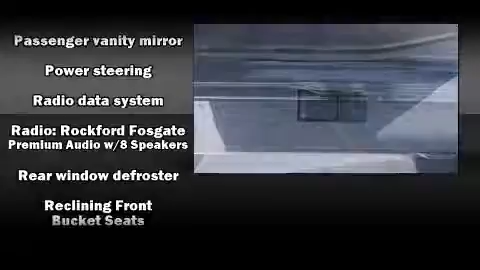 Passenger vanity mirror
Power steering
Radio data system
Radio: Rockford Fosgate
Premium Audio w/8 Speakers
Rear window defroster
Reclining Front
Bucket Seats